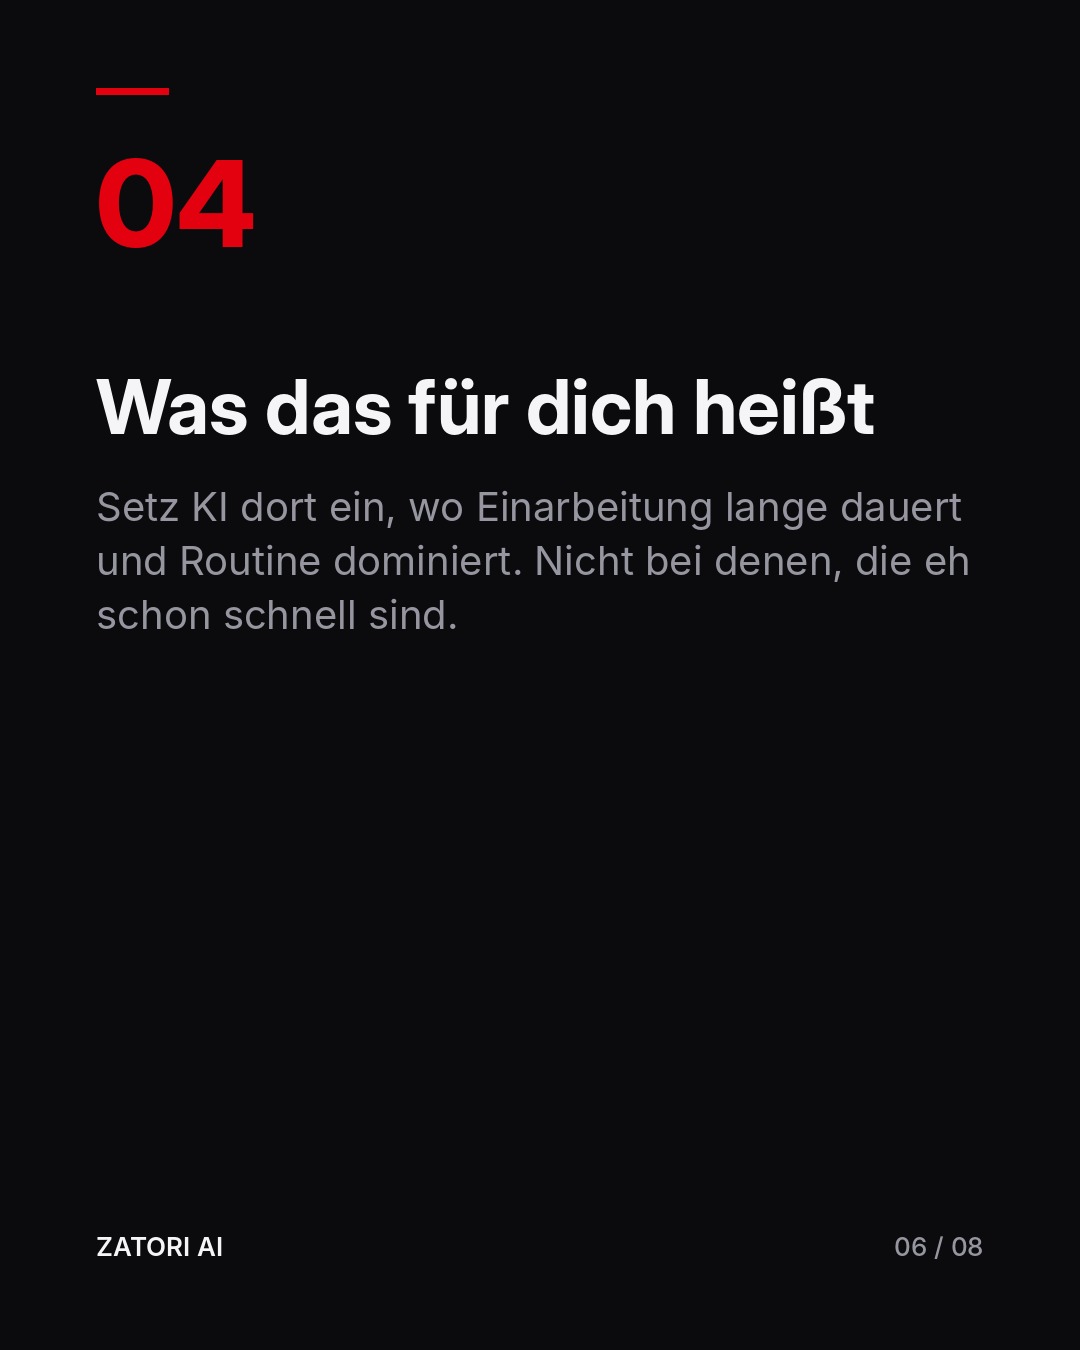 04
Was das für dich heißt
Setz KI dort ein, wo Einarbeitung lange dauert
und Routine dominiert. Nicht bei denen, die eh
schon schnell sind.
ZATORI AI
06 / 08